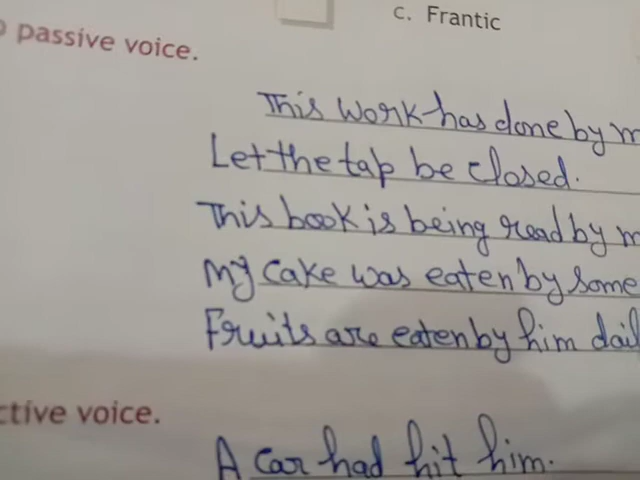 c. Frantic
passive voice.
This work has done by
Let the tap be closed.
This book is being read by
My cake was eaten by some
Fruits are eaten by him
ctive voice.
A car had hit him.